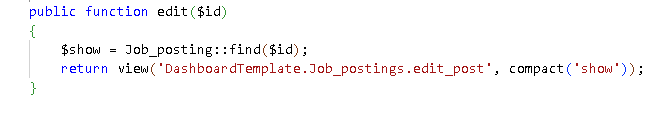 public function edit($id)
{
$show = Job_posting::find($id);
return view('DashboardTemplate.Job_postings.edit_post', compact('show'));
}